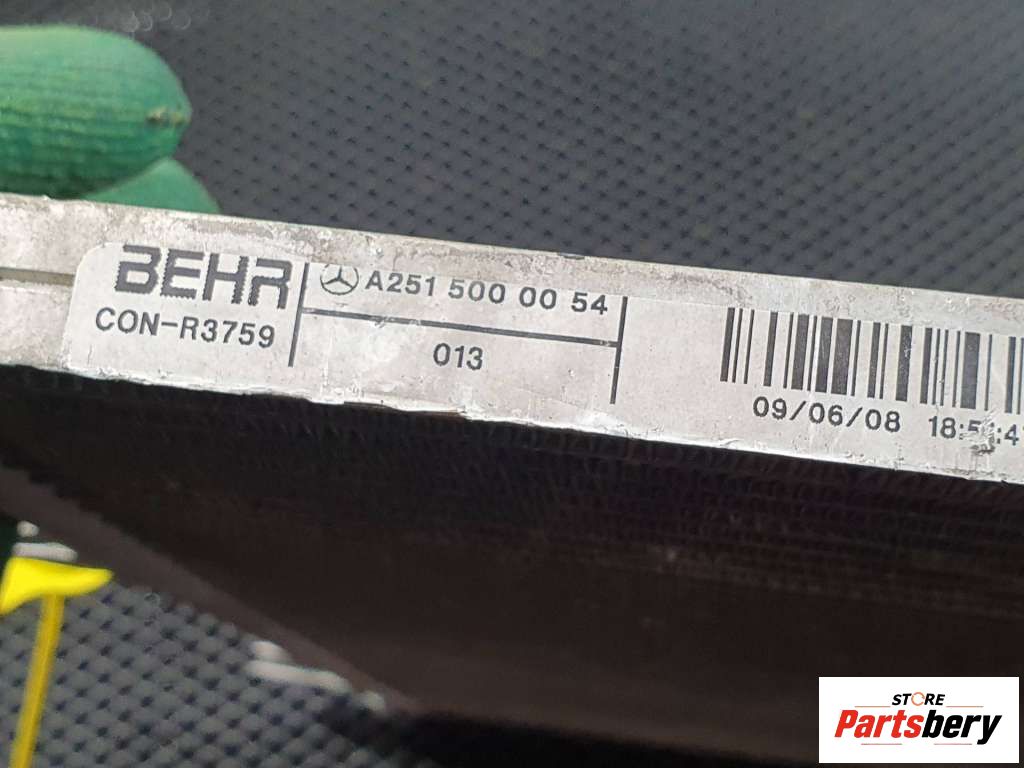 BEHR
CON-R3759
A251 500 00 54
013
09/06/08
STORE
Partsbery